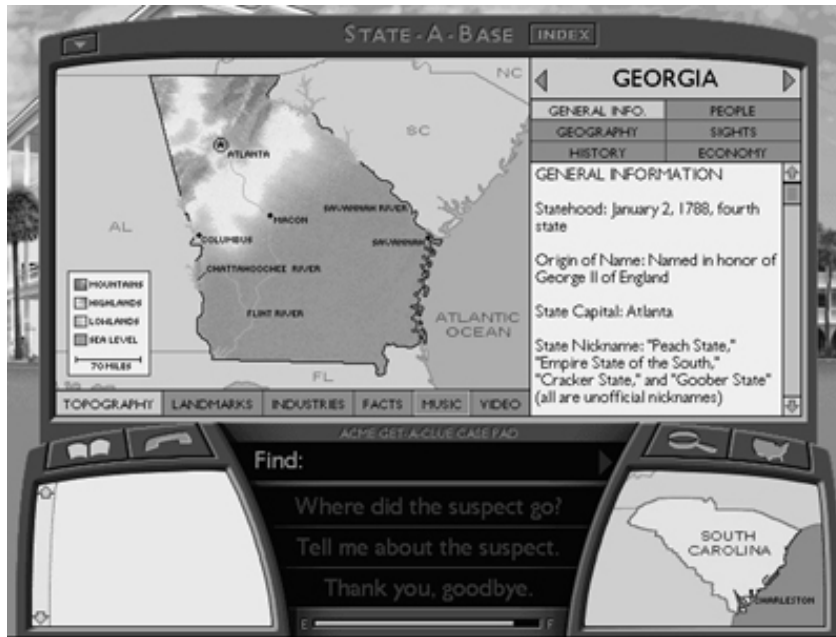 STATE-A-BASE
INDEX
NC
SC
AL
ATLANTA
MACON
SAVANNAH RIVER
COLUMBUS
SAVANNAH
CHATTAHOOCHEE RIVER
FLINT RIVER
ATLANTIC
OCEAN
FL
MOUNTAINS
HIGHLANDS
LOWLANDS
SEA LEVEL
70 MILES
TOPOGRAPHY LANDMARKS INDUSTRIES FACTS MUSIC VIDEO
GEORGIA
GENERAL INFO. PEOPLE
GEOGRAPHY SIGHTS
HISTORY ECONOMY
GENERAL INFORMATION
Statehood: January 2, 1788, fourth
state
Origin of Name: Named in honor of
George II of England
State Capital: Atlanta
State Nickname: "Peach State,"
"Empire State of the South,"
"Cracker State," and "Goober State"
(all are unofficial nicknames)
ACME GET-A-CLUE CASE PAD
Find:
Where did the suspect go?
Tell me about the suspect.
Thank you, goodbye.
E F
SOUTH
CAROLINA
CHARLESTON